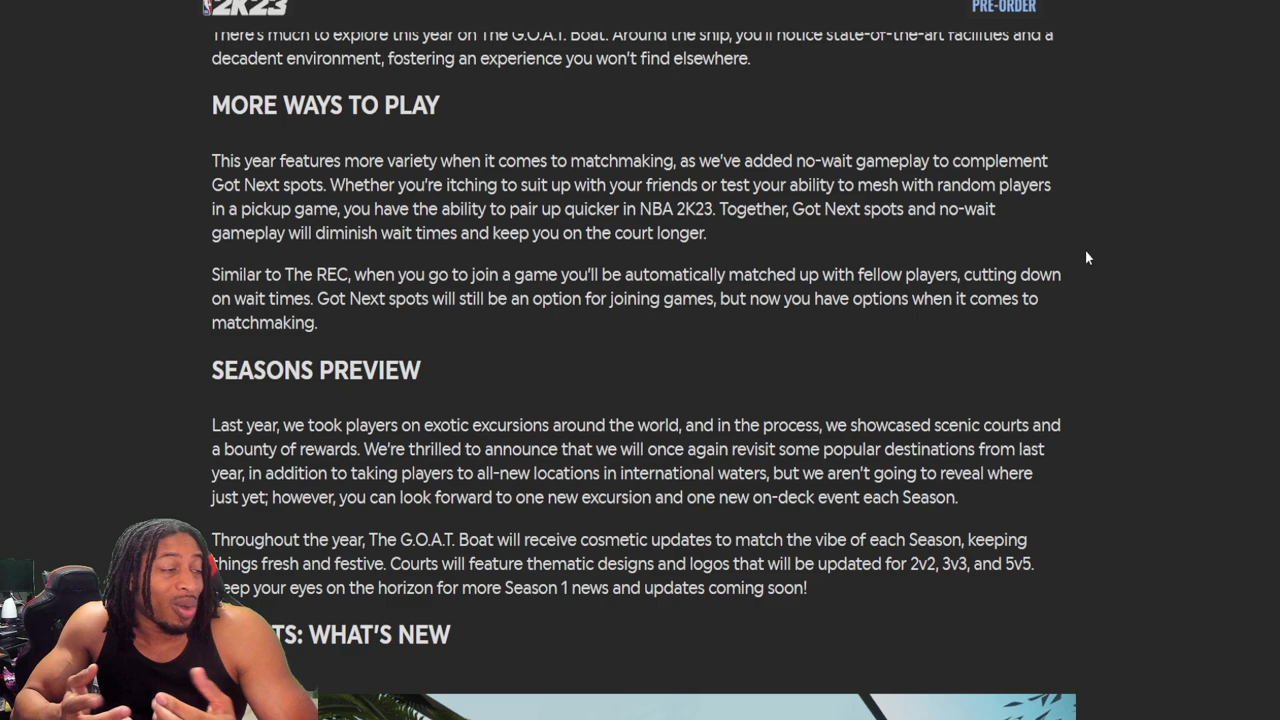 2K23
PRE-ORDER
There's much to explore this year on The G.O.A.T. Boat. Around the ship, you'll notice state-of-the-art facilities and a
decadent environment, fostering an experience you won't find elsewhere.
MORE WAYS TO PLAY
This year features more variety when it comes to matchmaking, as we've added no-wait gameplay to complement
Got Next spots. Whether you're itching to suit up with your friends or test your ability to mesh with random players
in a pickup game, you have the ability to pair up quicker in NBA 2K23. Together, Got Next spots and no-wait
gameplay will diminish wait times and keep you on the court longer.
Similar to The REC, when you go to join a game you'll be automatically matched up with fellow players, cutting down
on wait times. Got Next spots will still be an option for joining games, but now you have options when it comes to
matchmaking.
SEASONS PREVIEW
Last year, we took players on exotic excursions around the world, and in the process, we showcased scenic courts and
a bounty of rewards. We're thrilled to announce that we will once again revisit some popular destinations from last
year, in addition to taking players to all-new locations in international waters, but we aren't going to reveal where
just yet; however, you can look forward to one new excursion and one new on-deck event each Season.
Throughout the year, The G.O.A.T. Boat will receive cosmetic updates to match the vibe of each Season, keeping
things fresh and festive. Courts will feature thematic designs and logos that will be updated for 2v2, 3v3, and 5v5.
eep your eyes on the horizon for more Season 1 news and updates coming soon!
TS: WHAT'S NEW